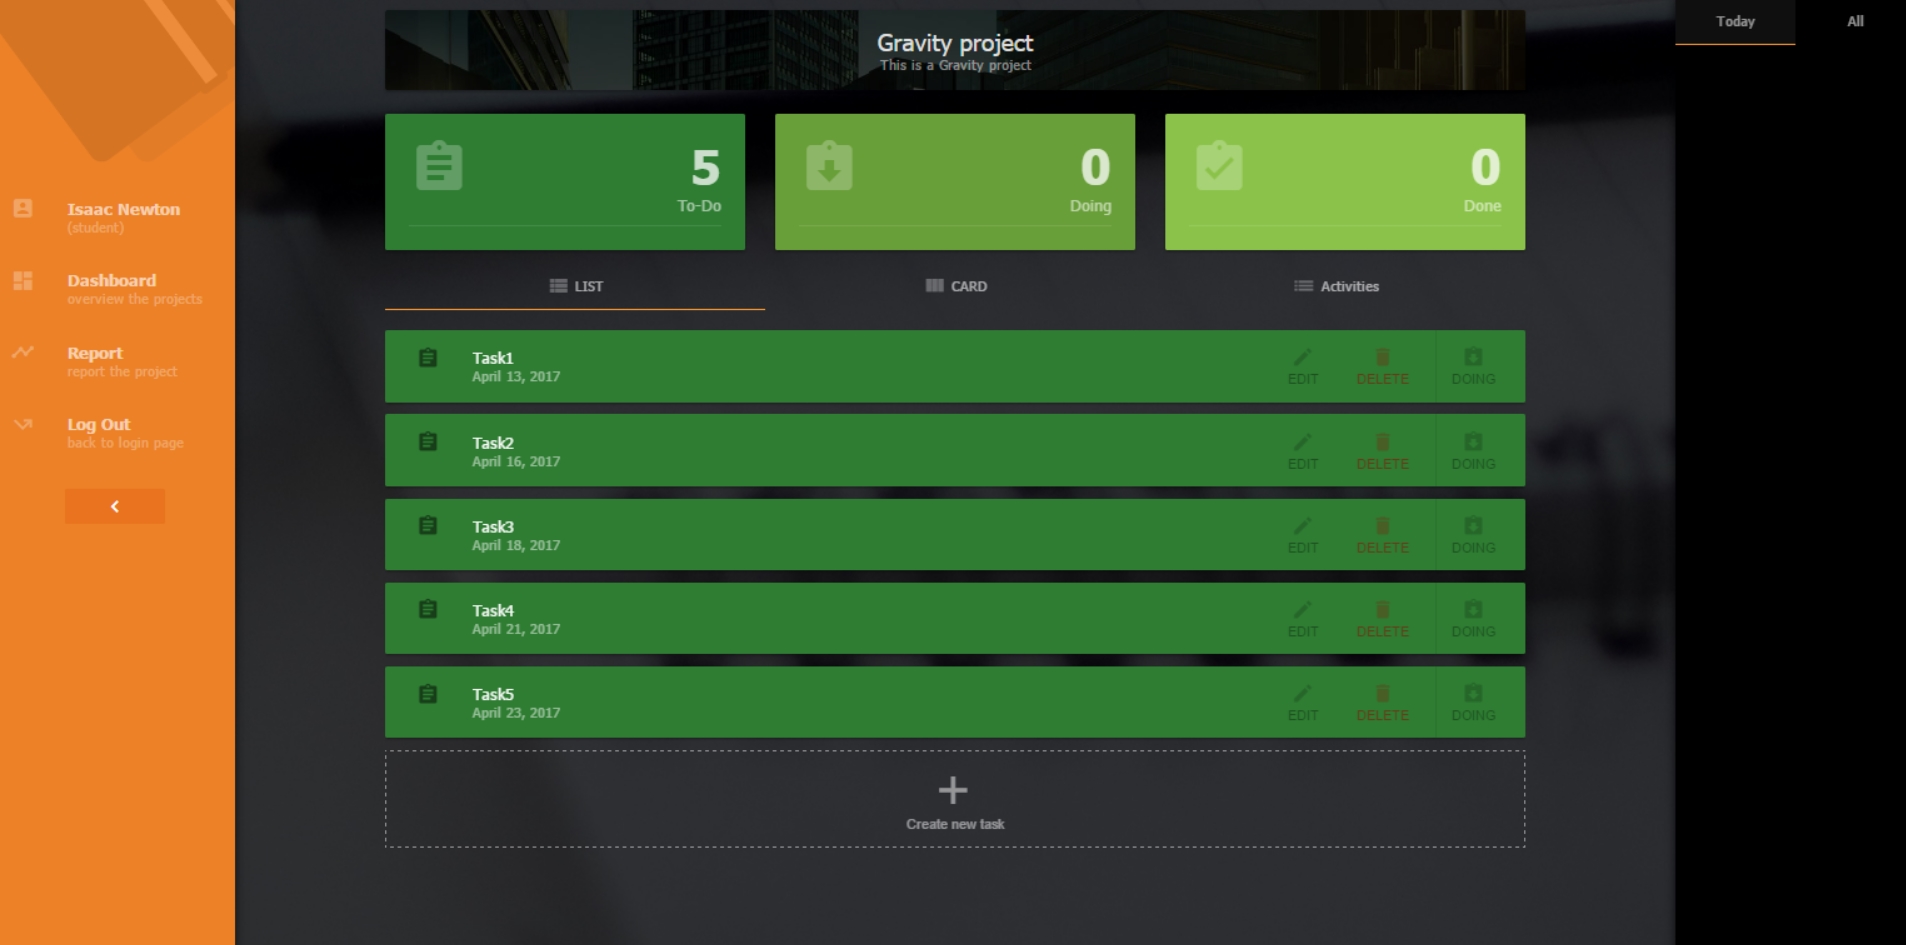 Isaac Newton
(student)
Dashboard
overview the projects
Report
report the project
Log Out
back to login page
Gravity project
This is a Gravity project
5
To-Do
0
Doing
0
Done
LIST
CARD
Activities
Task1
April 13, 2017
EDIT
DELETE
DOING
Task2
April 16, 2017
EDIT
DELETE
DOING
Task3
April 18, 2017
EDIT
DELETE
DOING
Task4
April 21, 2017
EDIT
DELETE
DOING
Task5
April 23, 2017
EDIT
DELETE
DOING
Create new task
Today
All